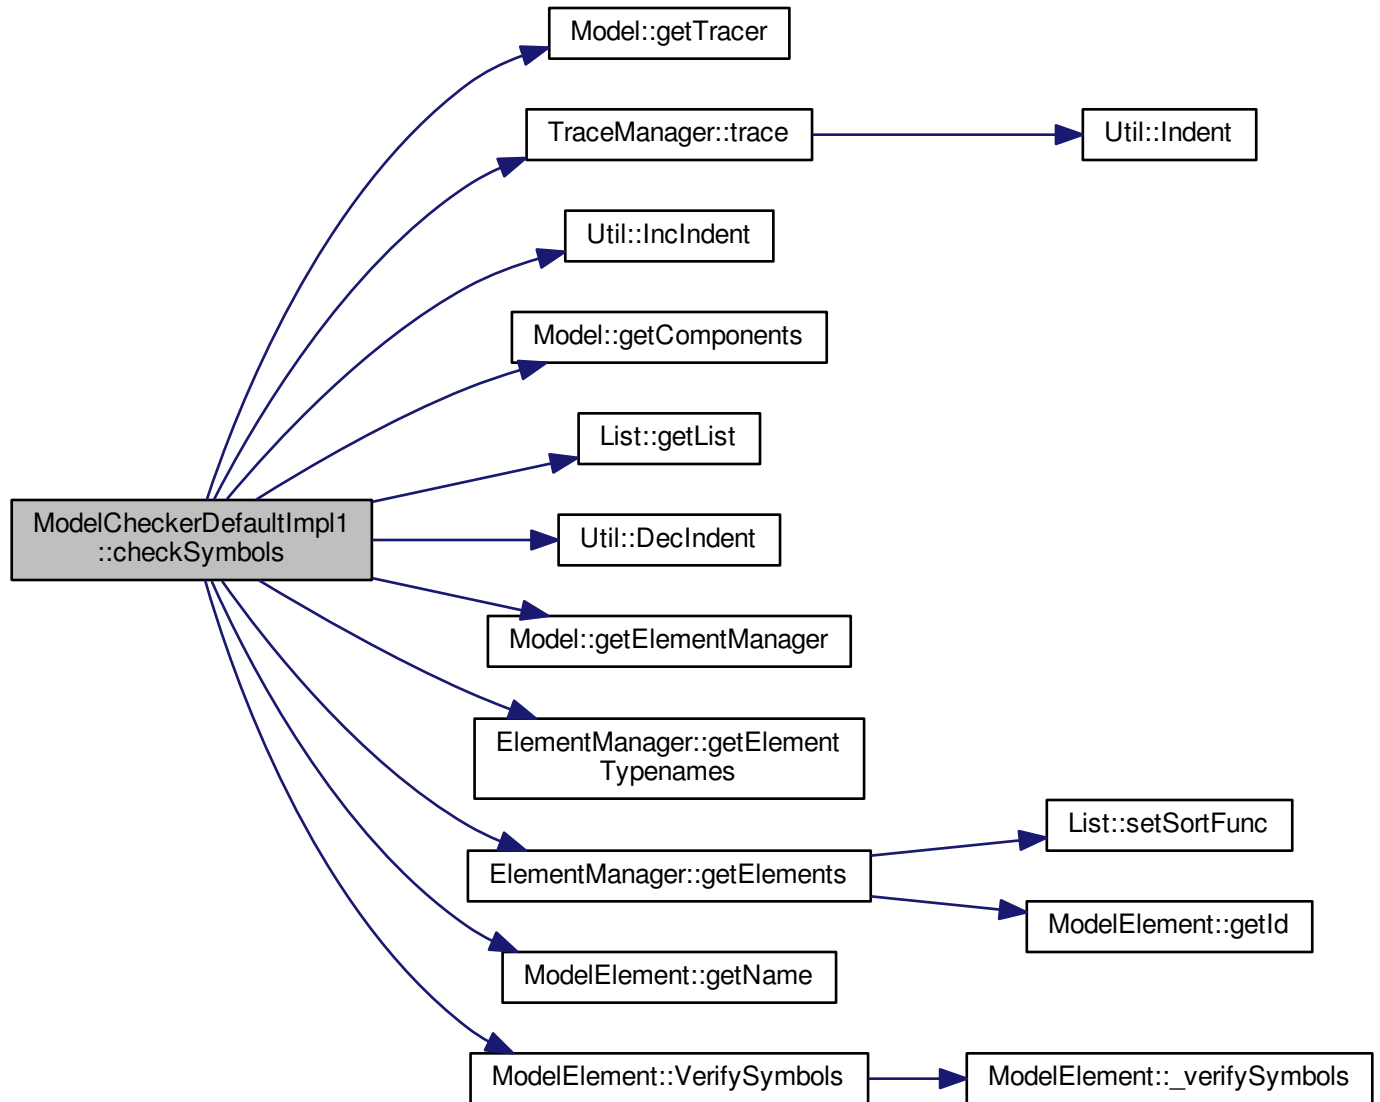 Model::getTracer
TraceManager::trace
Util::Indent
Util::IncIndent
Model::getComponents
List::getList
ModelCheckerDefaultImpl1
::checkSymbols
Util::DecIndent
Model::getElementManager
ElementManager::getElement
Typenames
List::setSortFunc
ElementManager::getElements
ModelElement::getId
ModelElement::getName
ModelElement::VerifySymbols
ModelElement::_verifySymbols